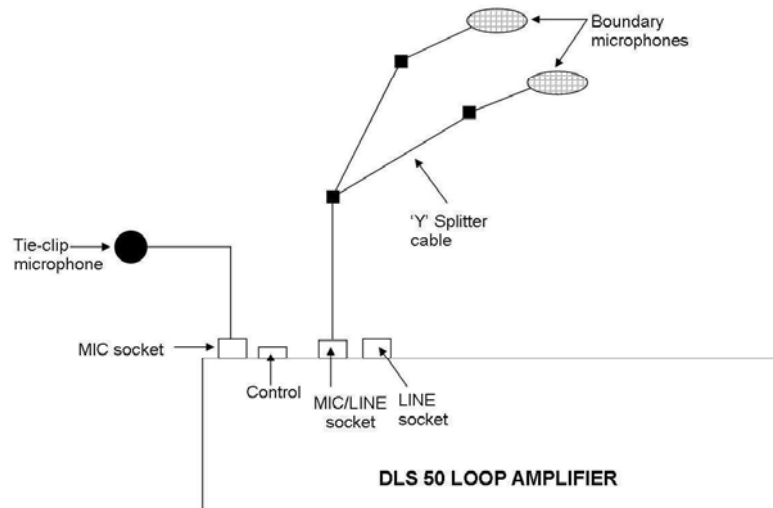 Boundary
microphones
'Y' Splitter
cable
Tie-clip
microphone
MIC socket
Control
MIC/LINE
socket
LINE
socket
DLS 50 LOOP AMPLIFIER